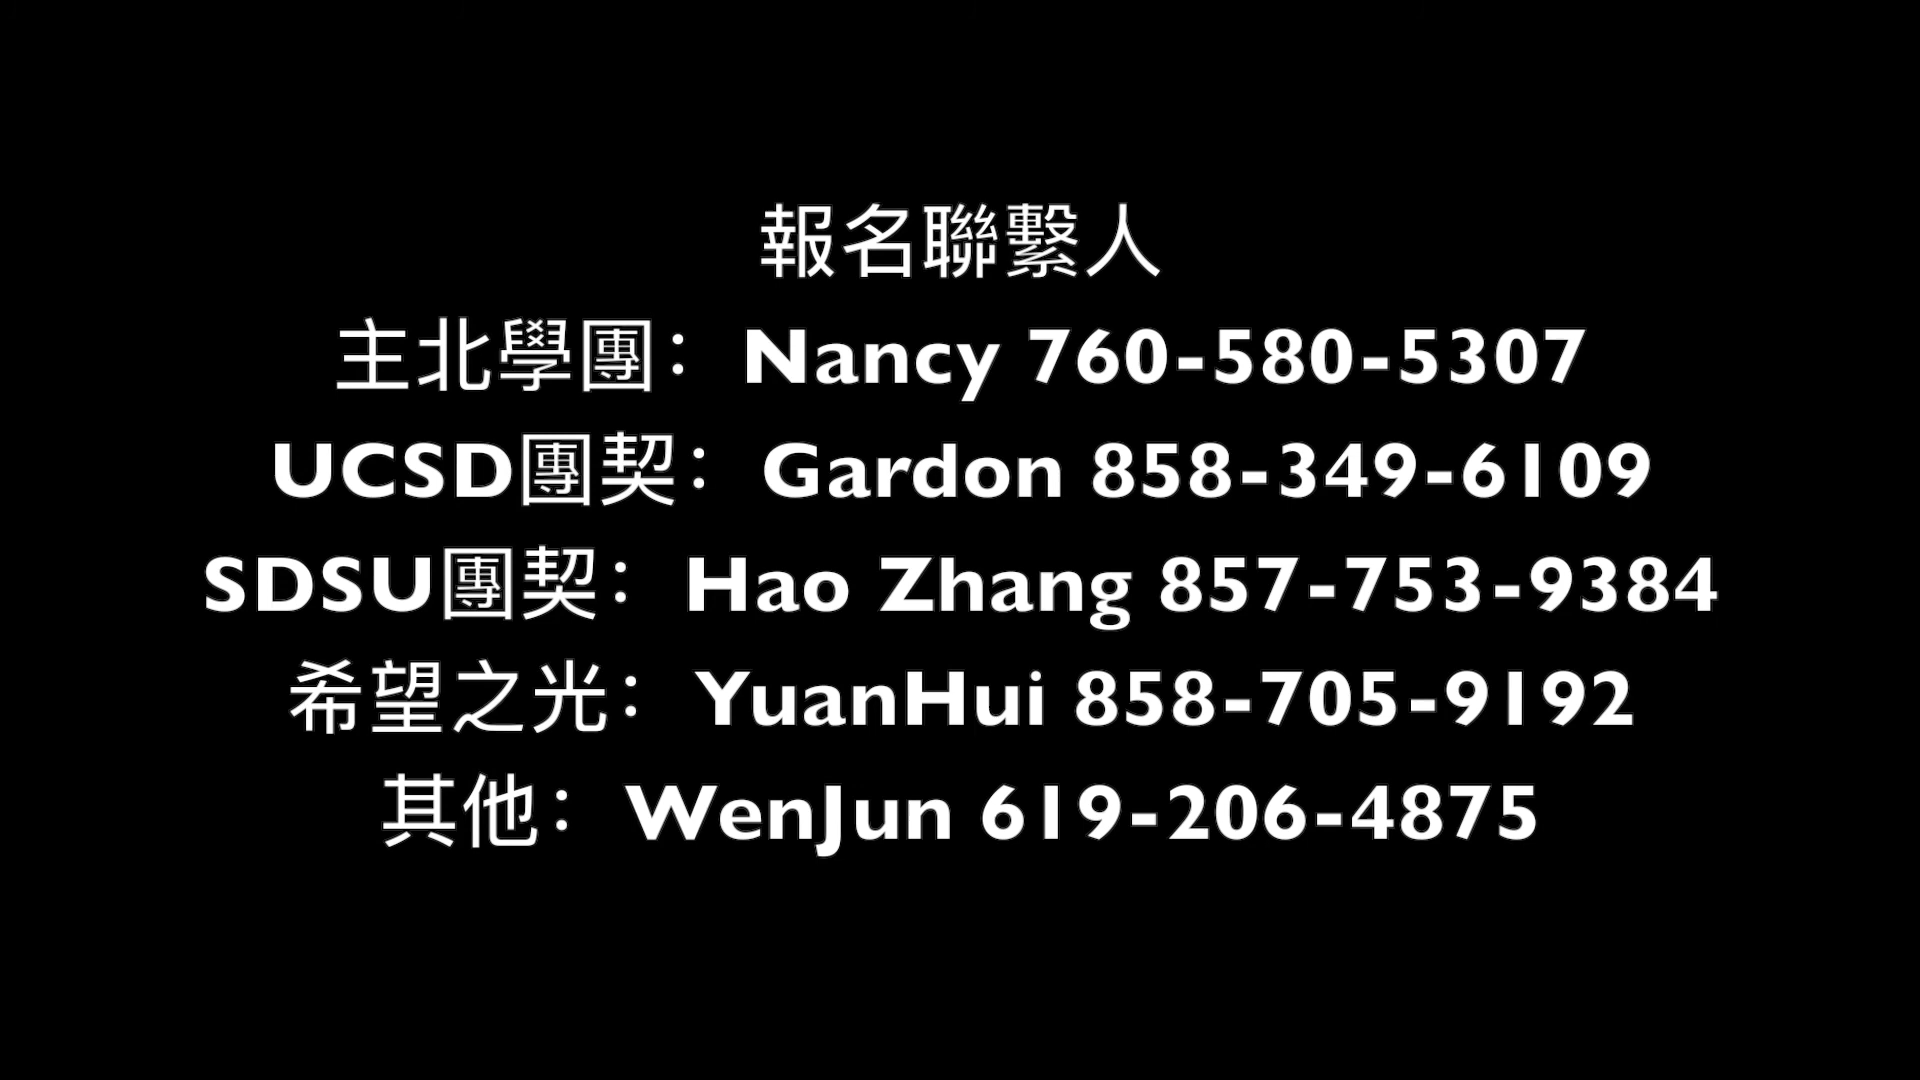 報名聯繫人
主北學團：Nancy 760-580-5307
UCSD團契：Gardon 858-349-6109
SDSU團契：Hao Zhang 857-753-9384
希望之光：YuanHui 858-705-9192
其他：WenJun 619-206-4875